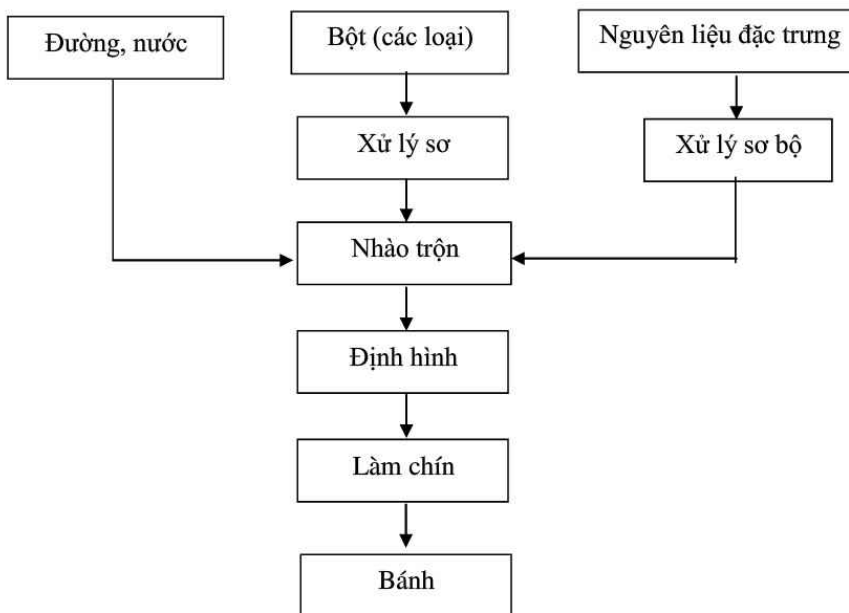 Đường, nước
Bột (các loại)
Nguyên liệu đặc trưng
Xử lý sơ
Xử lý sơ bộ
Nhào trộn
Định hình
Làm chín
Bánh